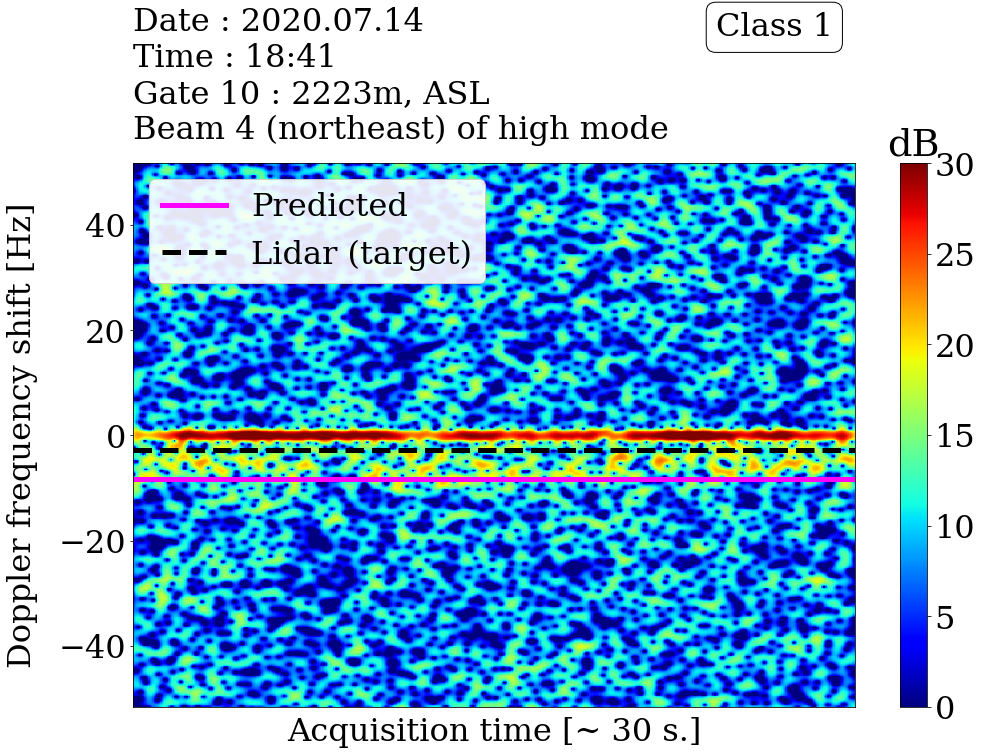 Date : 2020.07.14
Time : 18:41
Gate 10 : 2223m, ASL
Beam 4 (northeast) of high mode
Class 1
dB
Predicted
Lidar (target)
Doppler frequency shift [Hz]
40
20
0
−20
−40
30
25
20
15
10
5
0
Acquisition time [~ 30 s.]